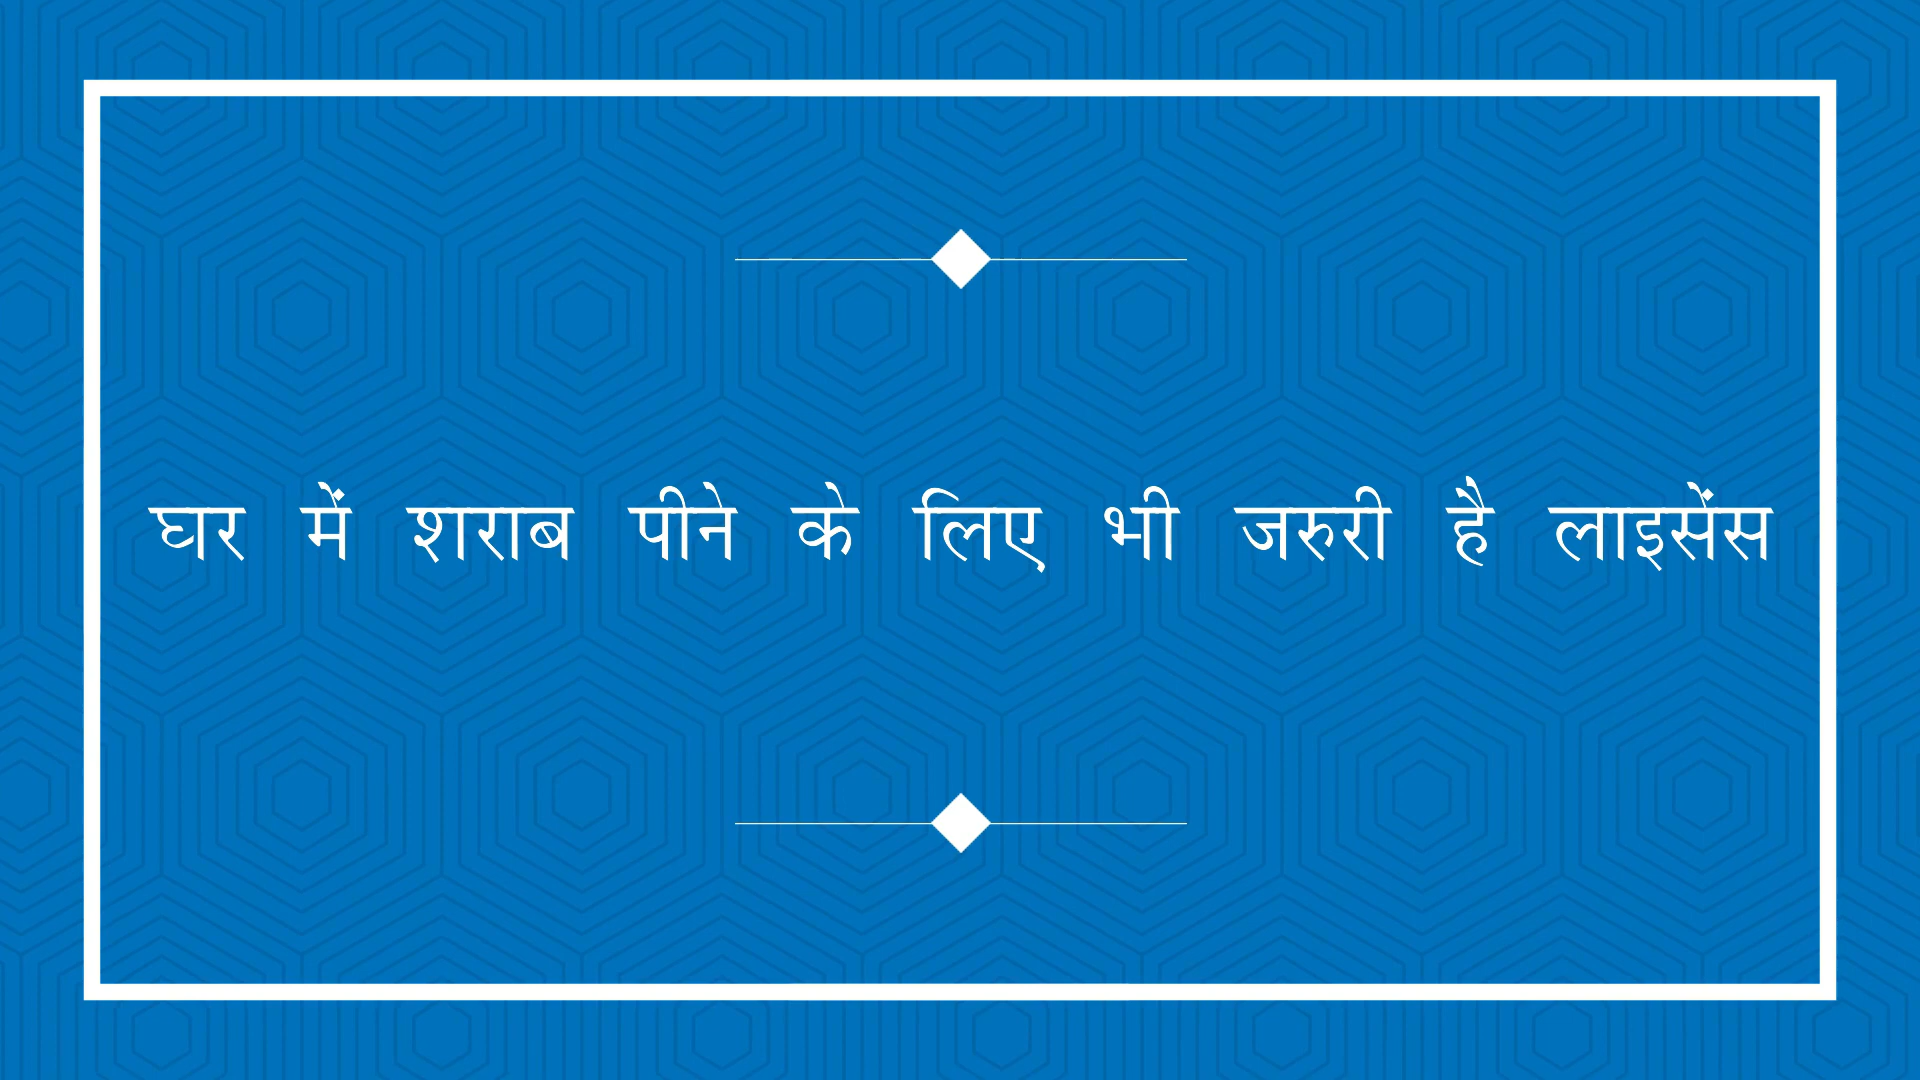 घर में शराब पीने के लिए भी जरुरी है लाइसेंस